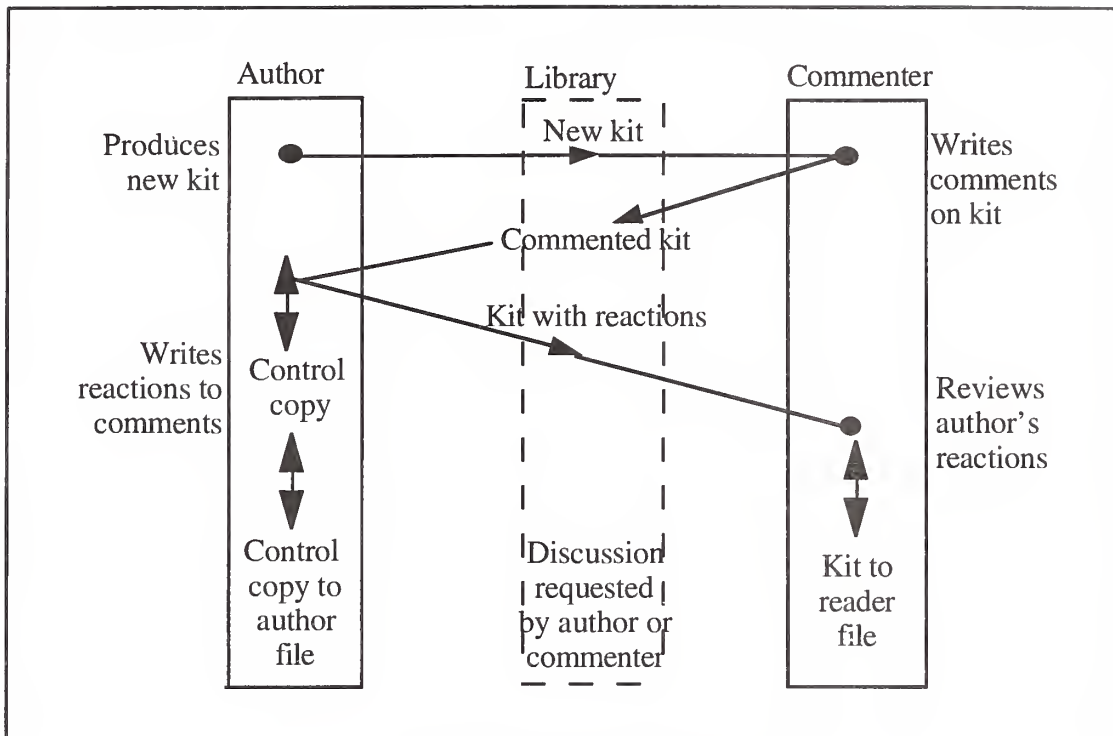 Author
Library
Commenter
Produces
new kit
New kit
Writes
comments
on kit
Commented kit
Kit with reactions
Writes
reactions to
comments
Control
copy
Reviews
author's
reactions
Control
copy to
author
file
Discussion
requested
by author or
commenter
Kit to
reader
file